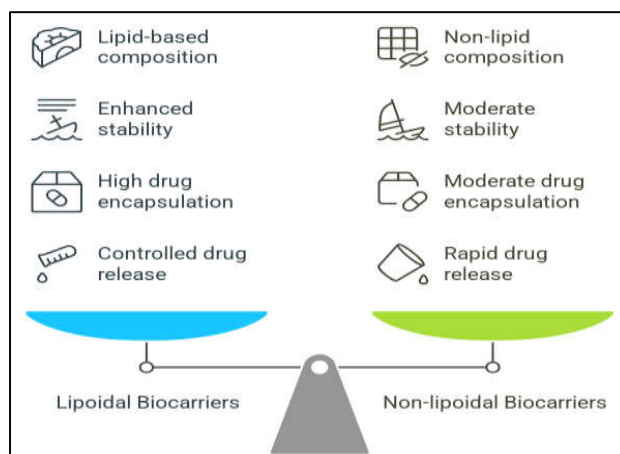 Lipid-based
composition
Enhanced
stability
High drug
encapsulation
Controlled drug
release
Lipoidal Biocarriers
Non-lipid
composition
Moderate
stability
Moderate drug
encapsulation
Rapid drug
release
Non-lipoidal Biocarriers